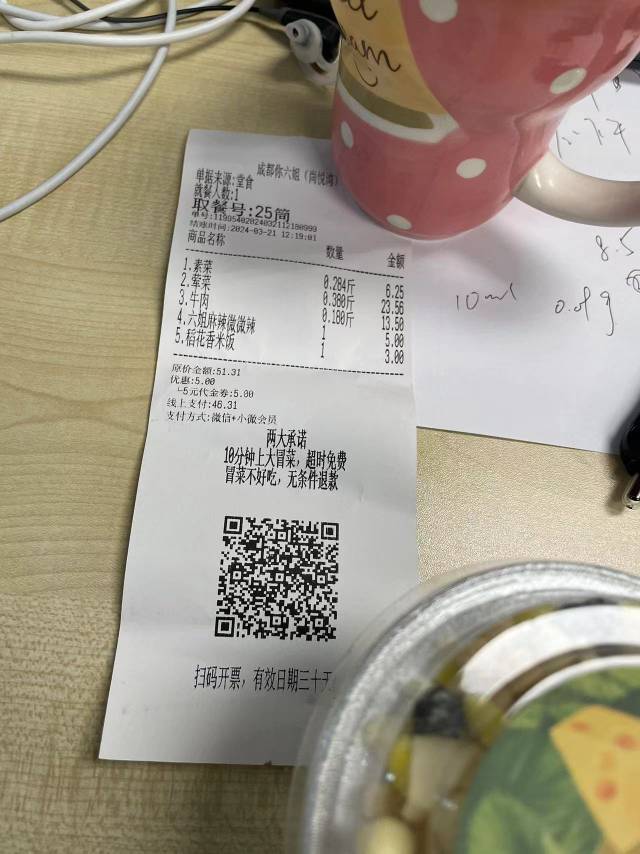 成都你六姐（尚悦湾）
单据来源:堂食
就餐人数:1
取餐号:25筒
单号:1199540202403211218099９
结账时间:2024-03-21 12:19:01
商品名称 数量 金额
1.素菜 0.284斤 6.25
2.荤菜 0.380斤 23.56
3.牛肉 0.180斤 13.50
4.六姐麻辣微微辣 1 5.00
5.稻花香米饭 1 3.00
原价金额:51.31
优惠:5.00
└5元代金券:5.00
线上支付:46.31
支付方式:微信+小微会员
两大承诺
10分钟上大冒菜，超时免费
冒菜不好吃，无条件退款
扫码开票，有效日期三十天
am
8.5
10ml 0.01g